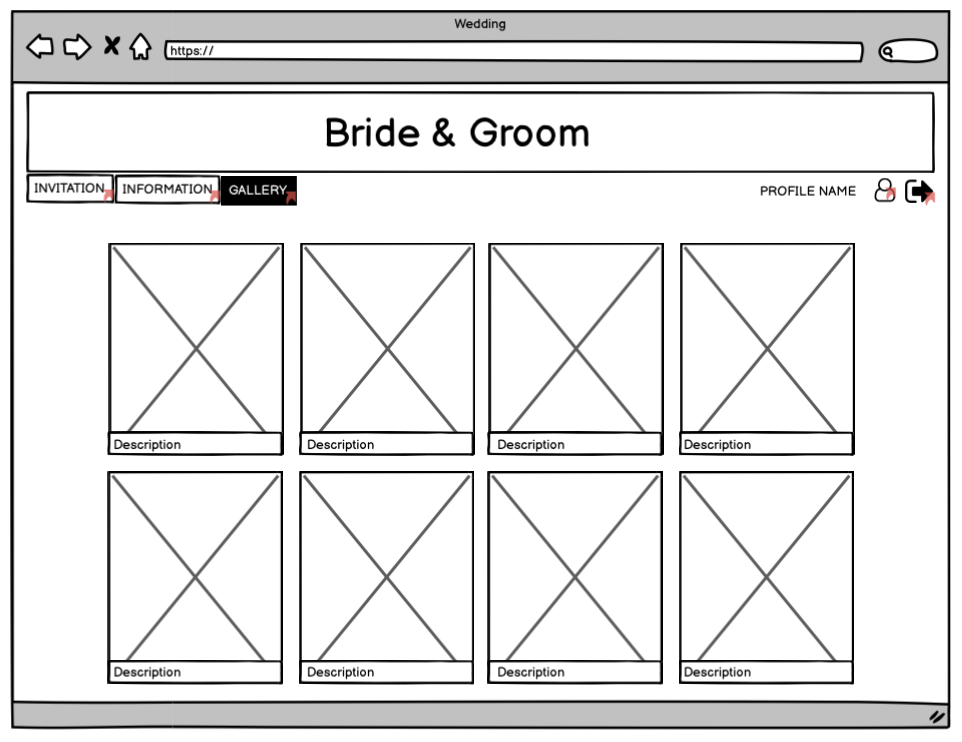 Wedding
https://
Bride & Groom
INVITATION INFORMATION GALLERY PROFILE NAME
Description Description Description Description
Description Description Description Description